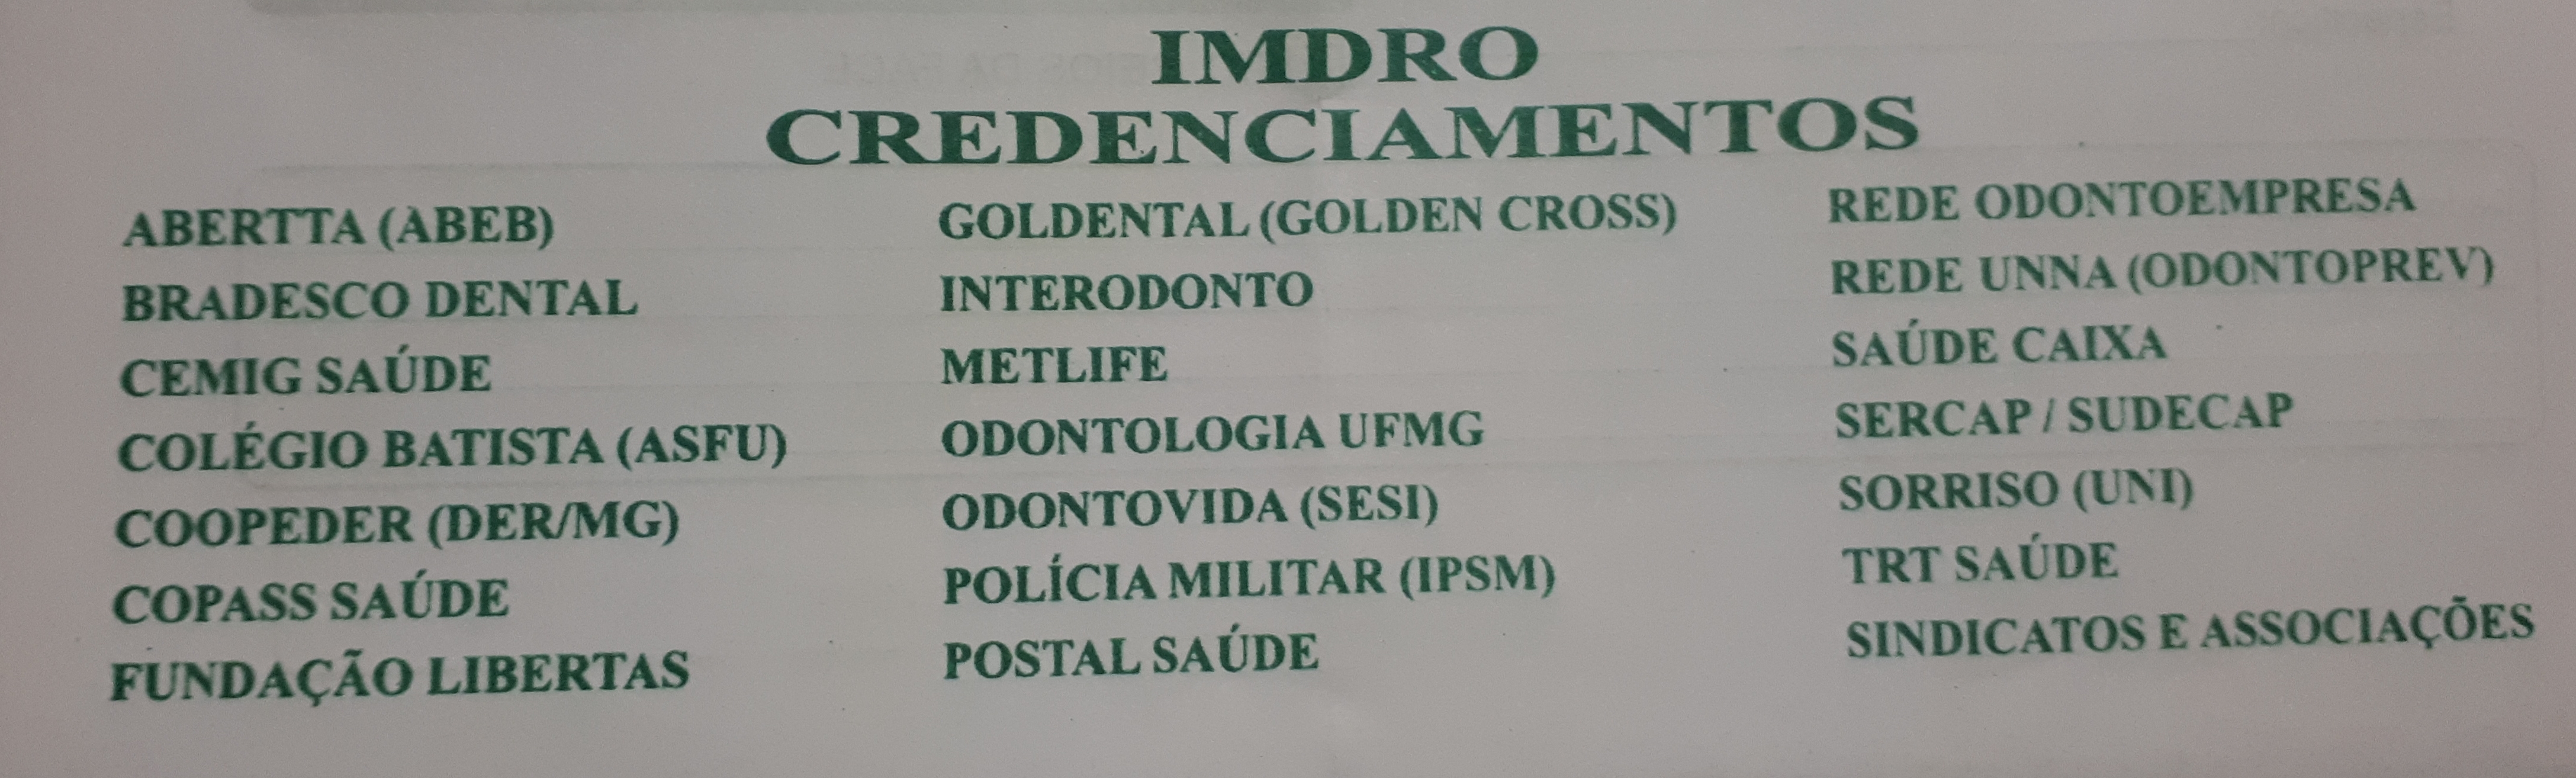 IMDRO
CREDENCIAMENTOS
ABERTTA (ABEB)
BRADESCO DENTAL
CEMIG SAÚDE
COLÉGIO BATISTA (ASFU)
COOPEDER (DER/MG)
COPASS SAÚDE
FUNDAÇÃO LIBERTAS
GOLDENTAL (GOLDEN CROSS)
INTERODONTO
METLIFE
ODONTOLOGIA UFMG
ODONTOVIDA (SESI)
POLÍCIA MILITAR (IPSM)
POSTAL SAÚDE
REDE ODONTOEMPRESA
REDE UNNA (ODONTOPREV)
SAÚDE CAIXA
SERCAP / SUDECAP
SORRISO (UNI)
TRT SAÚDE
SINDICATOS E ASSOCIAÇÕES